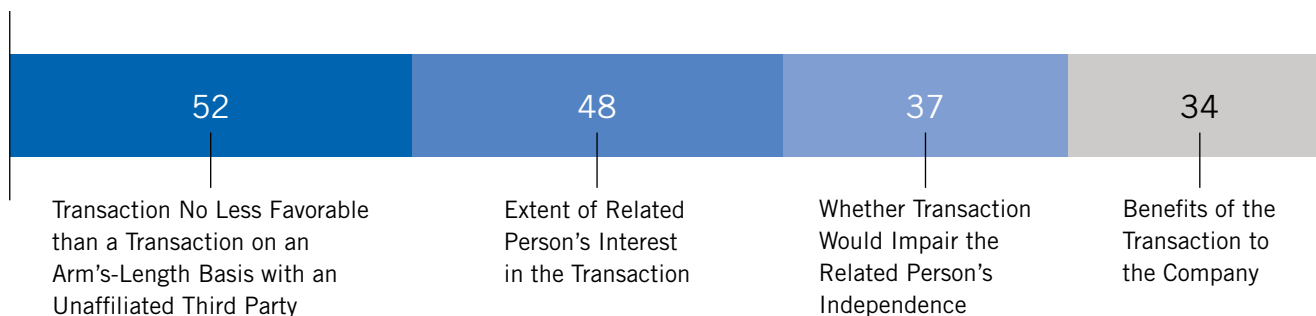 52
48
37
34
Transaction No Less Favorable
than a Transaction on an
Arm's-Length Basis with an
Unaffiliated Third Party
Extent of Related
Person's Interest
in the Transaction
Whether Transaction
Would Impair the
Related Person's
Independence
Benefits of the
Transaction to
the Company